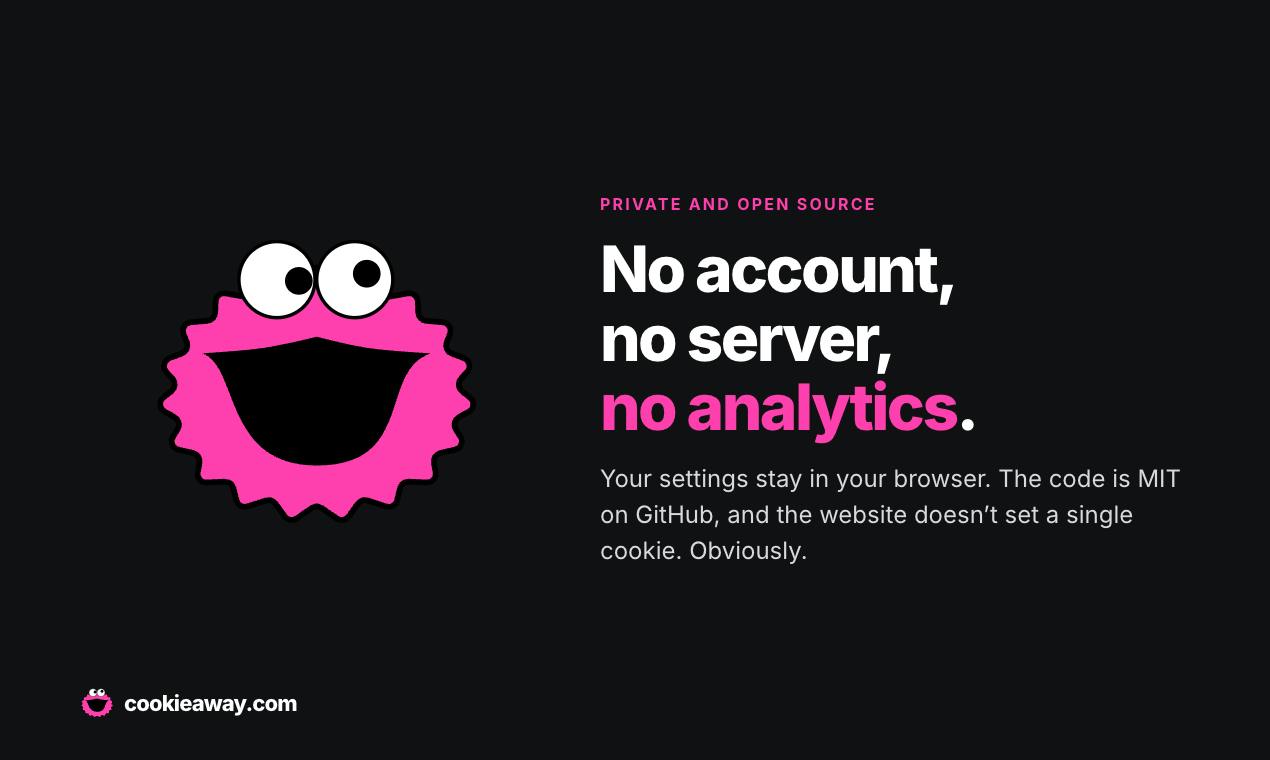 PRIVATE AND OPEN SOURCE
No account,
no server,
no analytics.
Your settings stay in your browser. The code is MIT
on GitHub, and the website doesn’t set a single
cookie. Obviously.
cookieaway.com